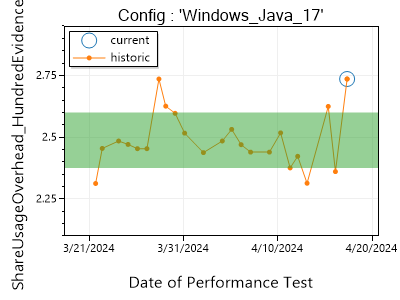 Config : 'Windows_Java_17'
ShareUsageOverhead_HundredEvidence
current
historic
2.75
2.5
2.25
3/21/2024
3/31/2024
4/10/2024
4/20/2024
Date of Performance Test